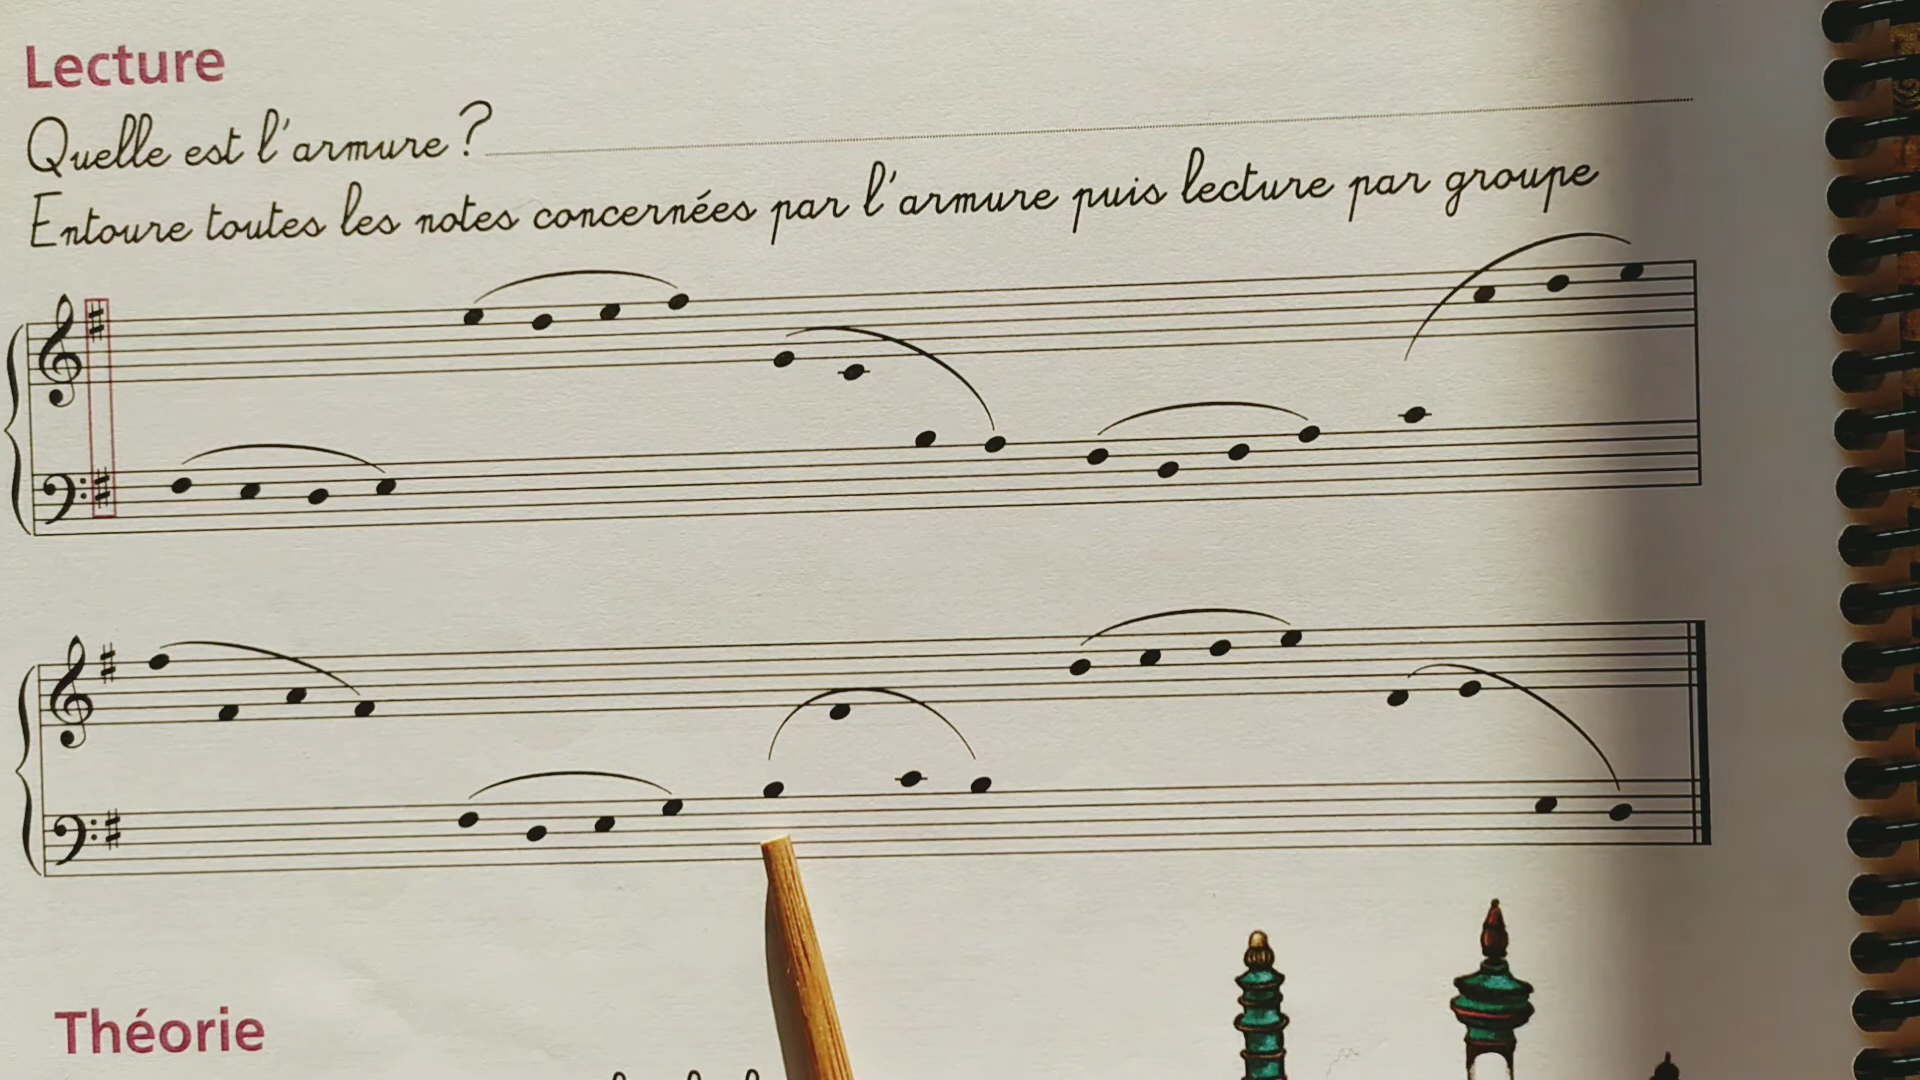 Lecture
Quelle est l'armure ?
Entoure toutes les notes concernées par l'armure puis lecture par groupe
Théorie